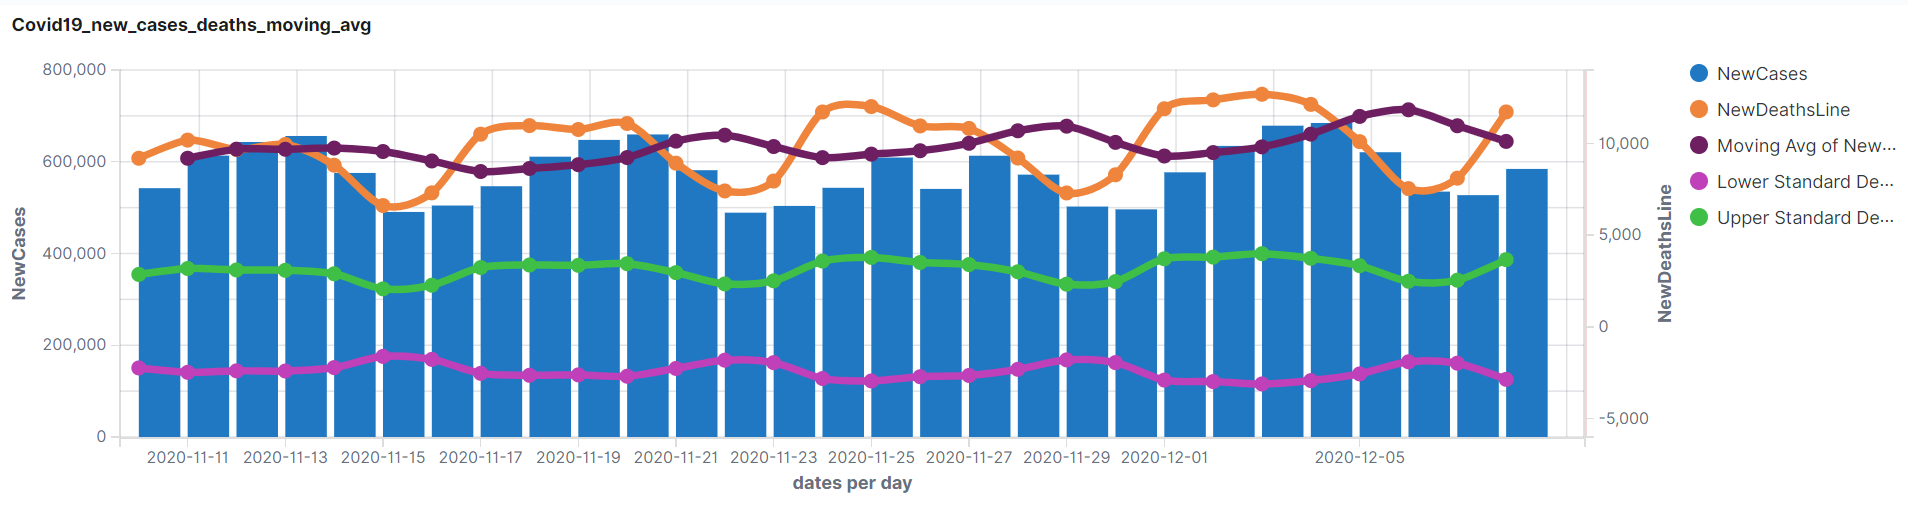 Covid19_new_cases_deaths_moving_avg
800,000
600,000
400,000
200,000
0
NewCases
2020-11-11 2020-11-13 2020-11-15 2020-11-17 2020-11-19 2020-11-21 2020-11-23 2020-11-25 2020-11-27 2020-11-29 2020-12-01 2020-12-05
dates per day
10,000
5,000
0
-5,000
NewDeathsLine
NewCases
NewDeathsLine
Moving Avg of New...
Lower Standard De...
Upper Standard De...